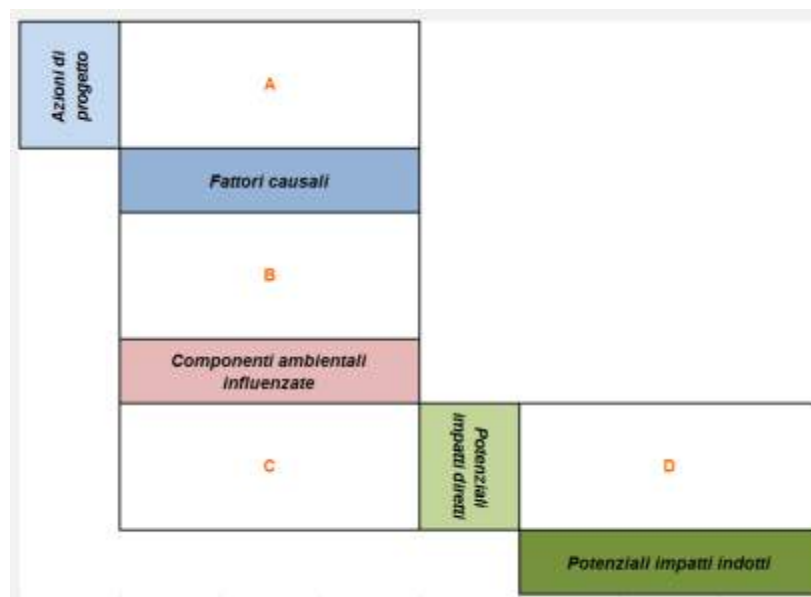 Azioni di
progetto
A
Fattori causali
B
Componenti ambientali
influenzate
C
Potenziali
impatti diretti
D
Potenziali impatti indotti